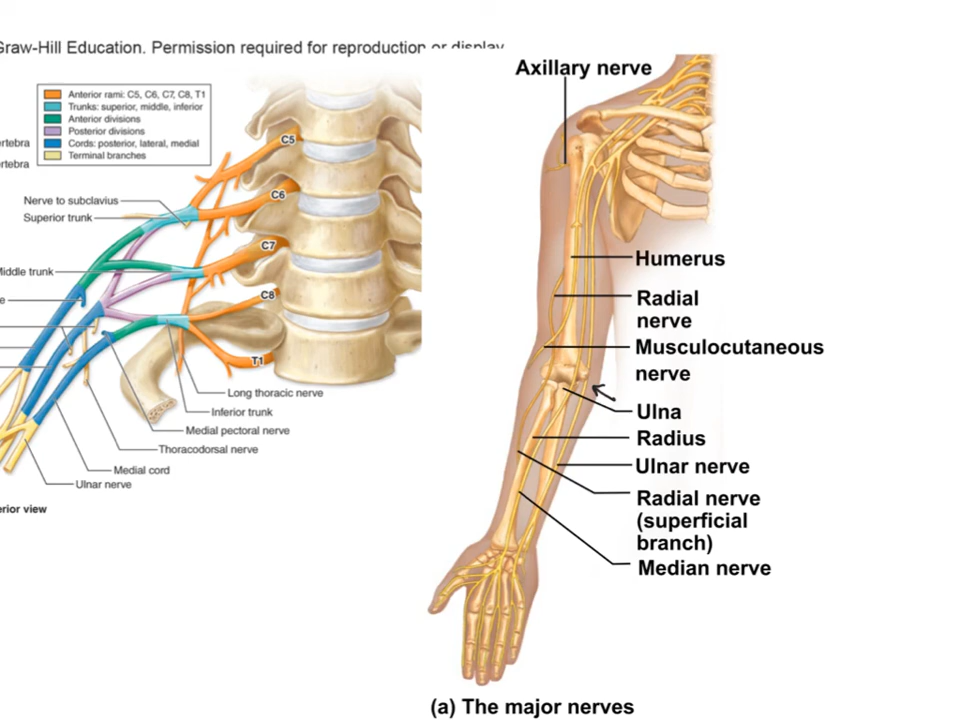 Graw-Hill Education. Permission required for reproduction or display
Anterior rami: C5, C6, C7, C8, T1
Trunks: superior, middle, inferior
Anterior divisions
Posterior divisions
Cords: posterior, lateral, medial
Terminal branches
ertebra
ertebra
Nerve to subclavius
Superior trunk
Middle trunk
e
C5
C6
C7
C8
T1
Long thoracic nerve
Inferior trunk
Medial pectoral nerve
Thoracodorsal nerve
Medial cord
Ulnar nerve
erior view
Axillary nerve
Humerus
Radial
nerve
Musculocutaneous
nerve
Ulna
Radius
Ulnar nerve
Radial nerve
(superficial
branch)
Median nerve
(a) The major nerves